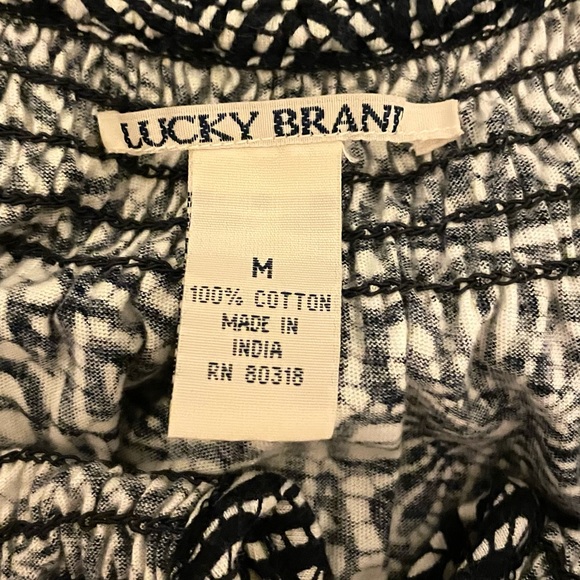 LUCKY BRAND
M
100% COTTON
MADE IN
INDIA
RN 80318